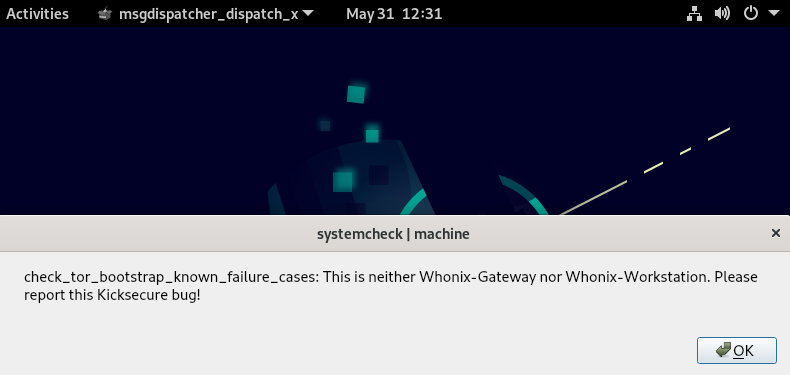 Activities msgdispatcher_dispatch_x May 31 12:31
systemcheck | machine
check_tor_bootstrap_known_failure_cases: This is neither Whonix-Gateway nor Whonix-Workstation. Please
report this Kicksecure bug!
OK